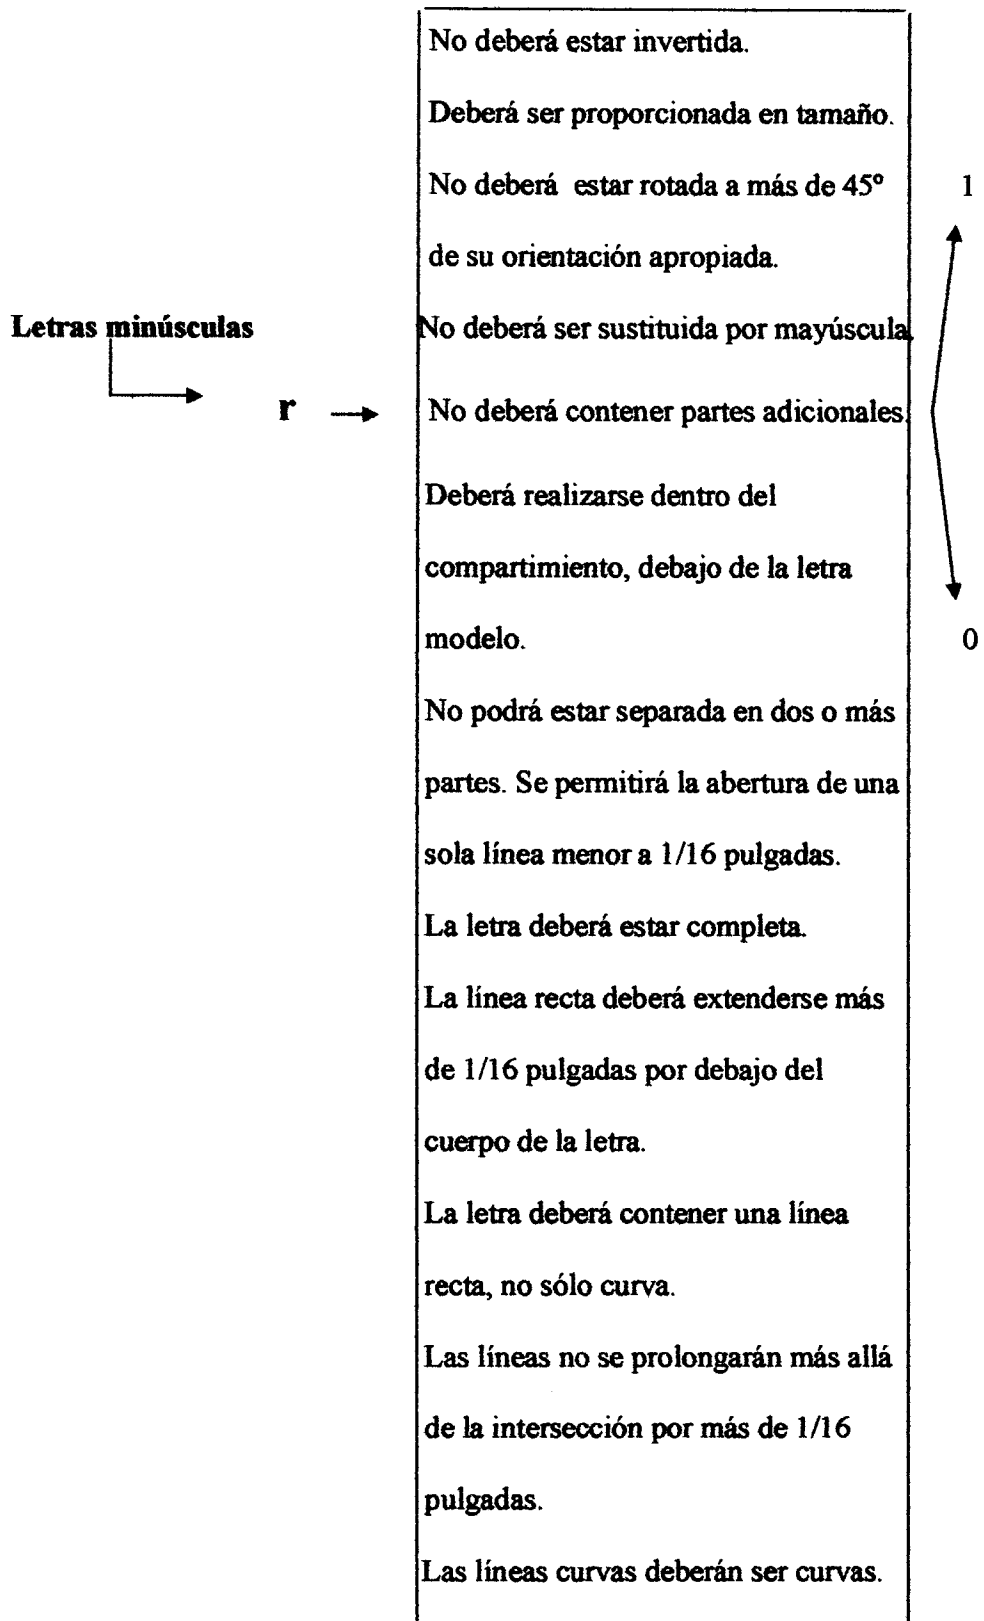 No deberá estar invertida.
Deberá ser proporcionada en tamaño.
No deberá estar rotada a más de 45º
1
de su orientación apropiada.
Letras minúsculas
No deberá ser sustituida por mayúscula.
r
No deberá contener partes adicionales.
Deberá realizarse dentro del
compartimiento, debajo de la letra
modelo.
0
No podrá estar separada en dos o más
partes. Se permitirá la abertura de una
sola línea menor a 1/16 pulgadas.
La letra deberá estar completa.
La línea recta deberá extenderse más
de 1/16 pulgadas por debajo del
cuerpo de la letra.
La letra deberá contener una línea
recta, no sólo curva.
Las líneas no se prolongarán más allá
de la intersección por más de 1/16
pulgadas.
Las líneas curvas deberán ser curvas.